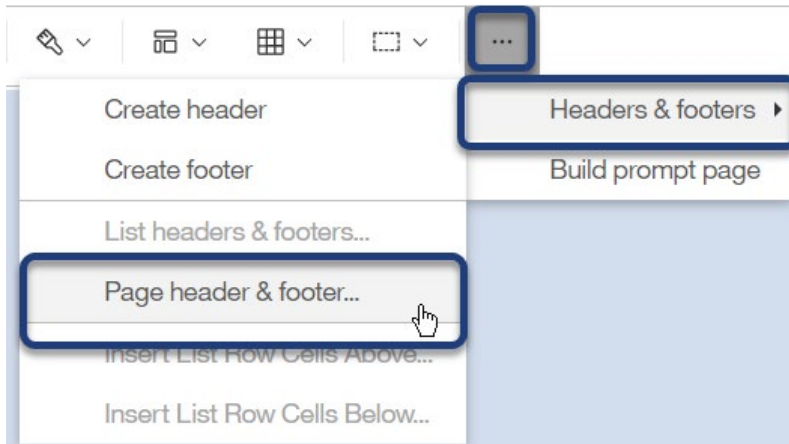 ...
Create header
Headers & footers
Create footer
Build prompt page
List headers & footers...
Page header & footer...
Insert List Row Cells Above...
Insert List Row Cells Below...